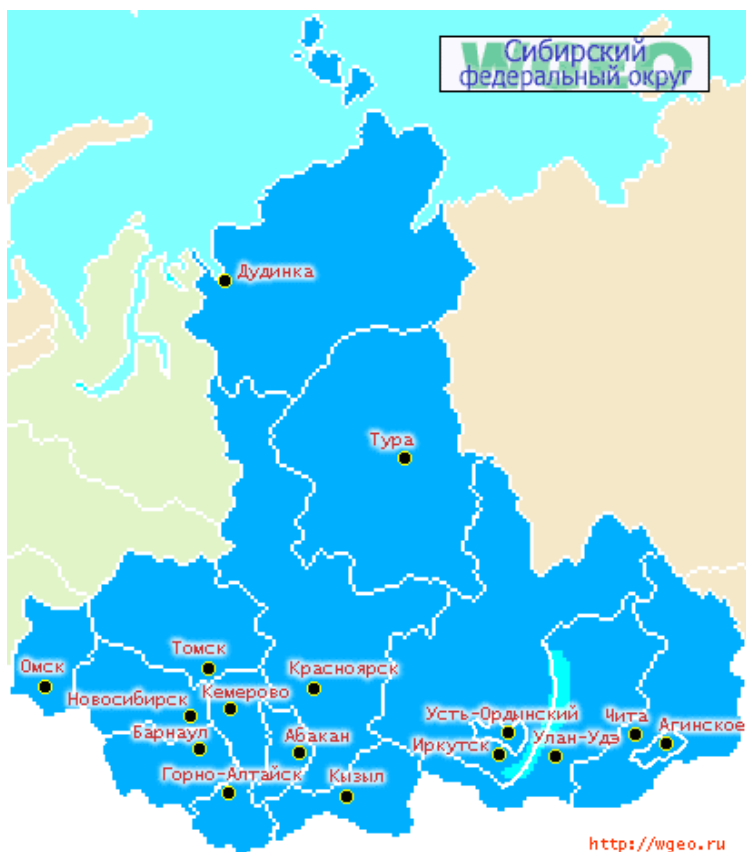 WGEO
Сибирский
федеральный округ
Дудинка
Тура
Томск
Омск
Красноярск
Кемерово
Новосибирск
Усть-Ордынский
Чита
Агинское
Барнаул
Абакан
Иркутск
Улан-Удэ
Горно-Алтайск
Кызыл
http://wgeo.ru